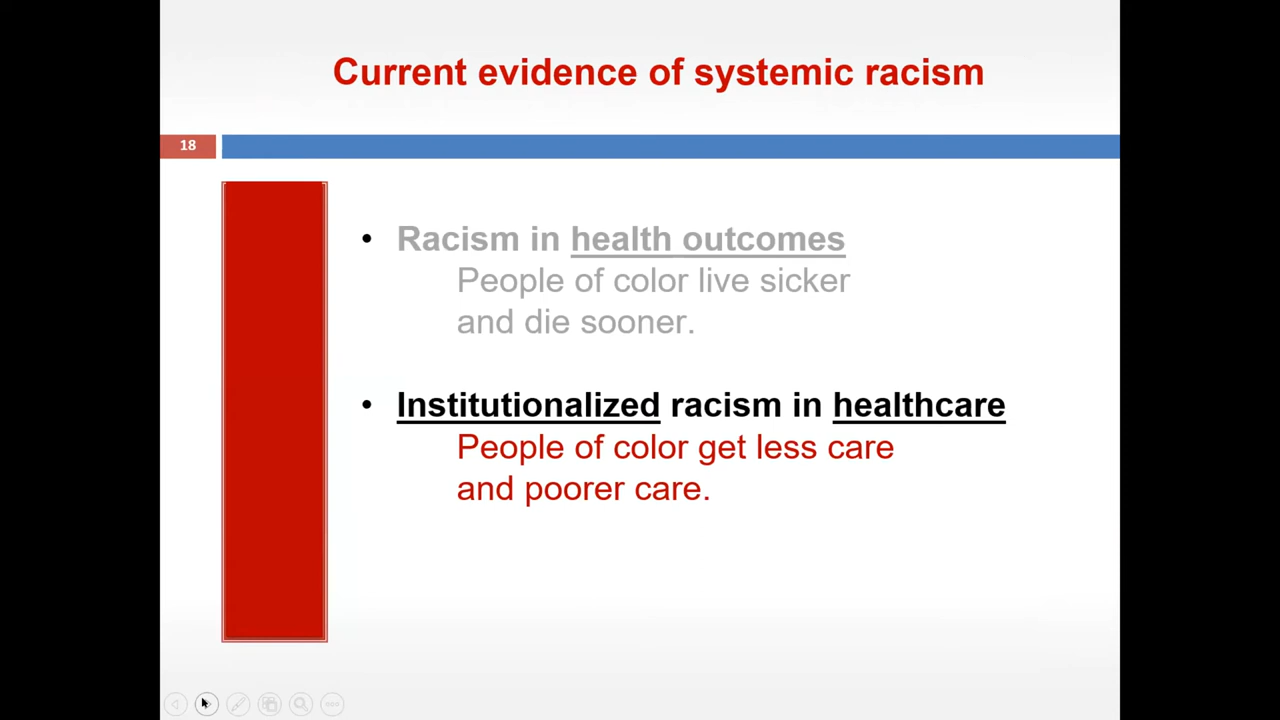 Current evidence of systemic racism
18
• Racism in health outcomes
People of color live sicker
and die sooner.
• Institutionalized racism in healthcare
People of color get less care
and poorer care.